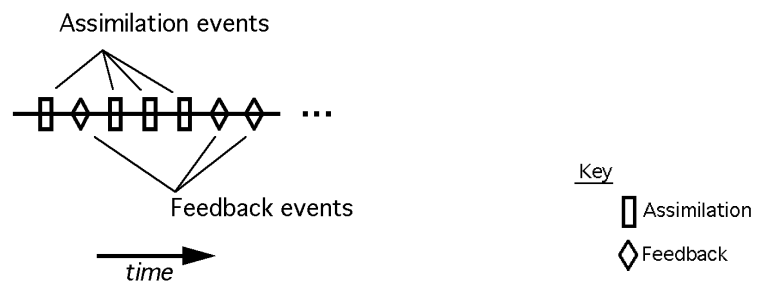 Assimilation events
...
Feedback events
time
Key
Assimilation
Feedback